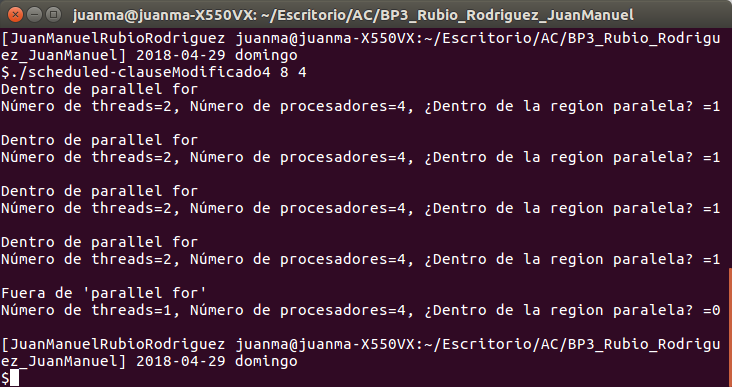 juanma@juanma-X550VX: ~/Escritorio/AC/BP3_Rubio_Rodriguez_JuanManuel
[JuanManuelRubioRodriguez juanma@juanma-X550VX:~/Escritorio/AC/BP3_Rubio_Rodrigu
ez_JuanManuel] 2018-04-29 domingo
$./scheduled-clauseModificado4 8 4
Dentro de parallel for
Número de threads=2, Número de procesadores=4, ¿Dentro de la region paralela? =1
Dentro de parallel for
Número de threads=2, Número de procesadores=4, ¿Dentro de la region paralela? =1
Dentro de parallel for
Número de threads=2, Número de procesadores=4, ¿Dentro de la region paralela? =1
Dentro de parallel for
Número de threads=2, Número de procesadores=4, ¿Dentro de la region paralela? =1
Fuera de 'parallel for'
Número de threads=1, Número de procesadores=4, ¿Dentro de la region paralela? =0
[JuanManuelRubioRodriguez juanma@juanma-X550VX:~/Escritorio/AC/BP3_Rubio_Rodrigu
ez_JuanManuel] 2018-04-29 domingo
$